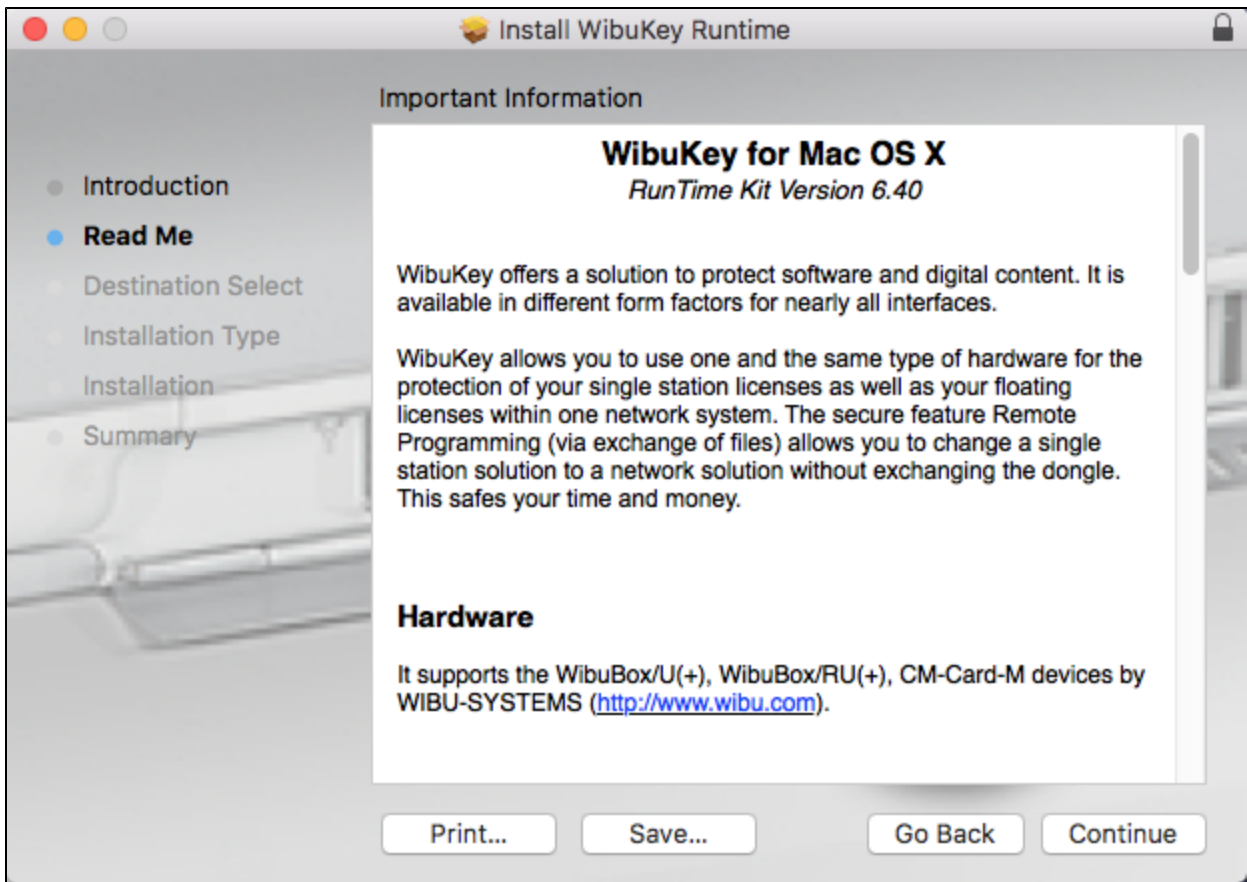 Install WibuKey Runtime
Important Information
Introduction
Read Me
Destination Select
Installation Type
Installation
Summary
WibuKey for Mac OS X
RunTime Kit Version 6.40
WibuKey offers a solution to protect software and digital content. It is
available in different form factors for nearly all interfaces.
WibuKey allows you to use one and the same type of hardware for the
protection of your single station licenses as well as your floating
licenses within one network system. The secure feature Remote
Programming (via exchange of files) allows you to change a single
station solution to a network solution without exchanging the dongle.
This safes your time and money.
Hardware
It supports the WibuBox/U(+), WibuBox/RU(+), CM-Card-M devices by
WIBU-SYSTEMS (http://www.wibu.com).
Print...
Save...
Go Back
Continue